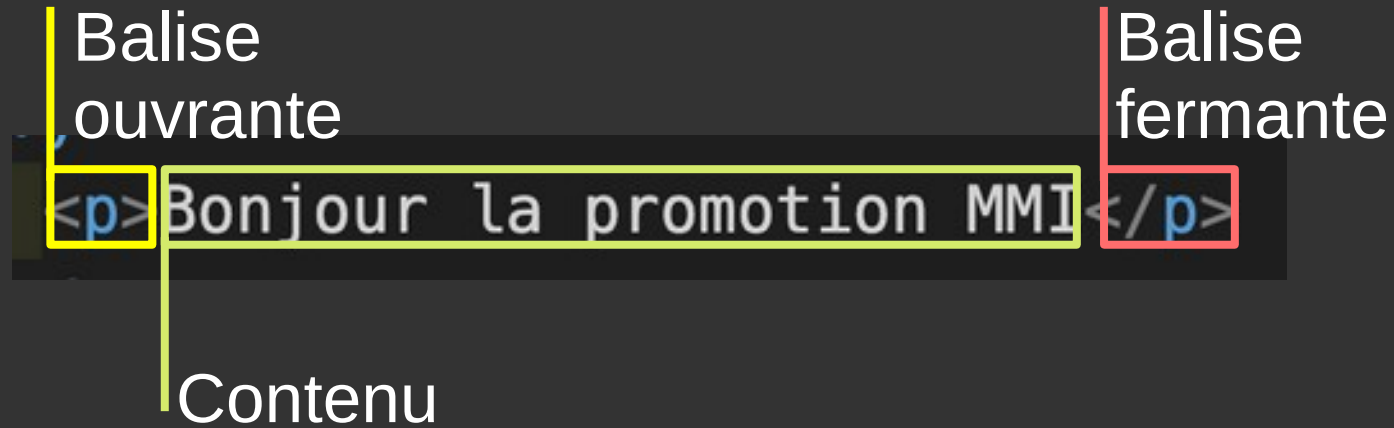 Balise
ouvrante
Balise
fermante
<p>Bonjour la promotion MMI</p>
Contenu